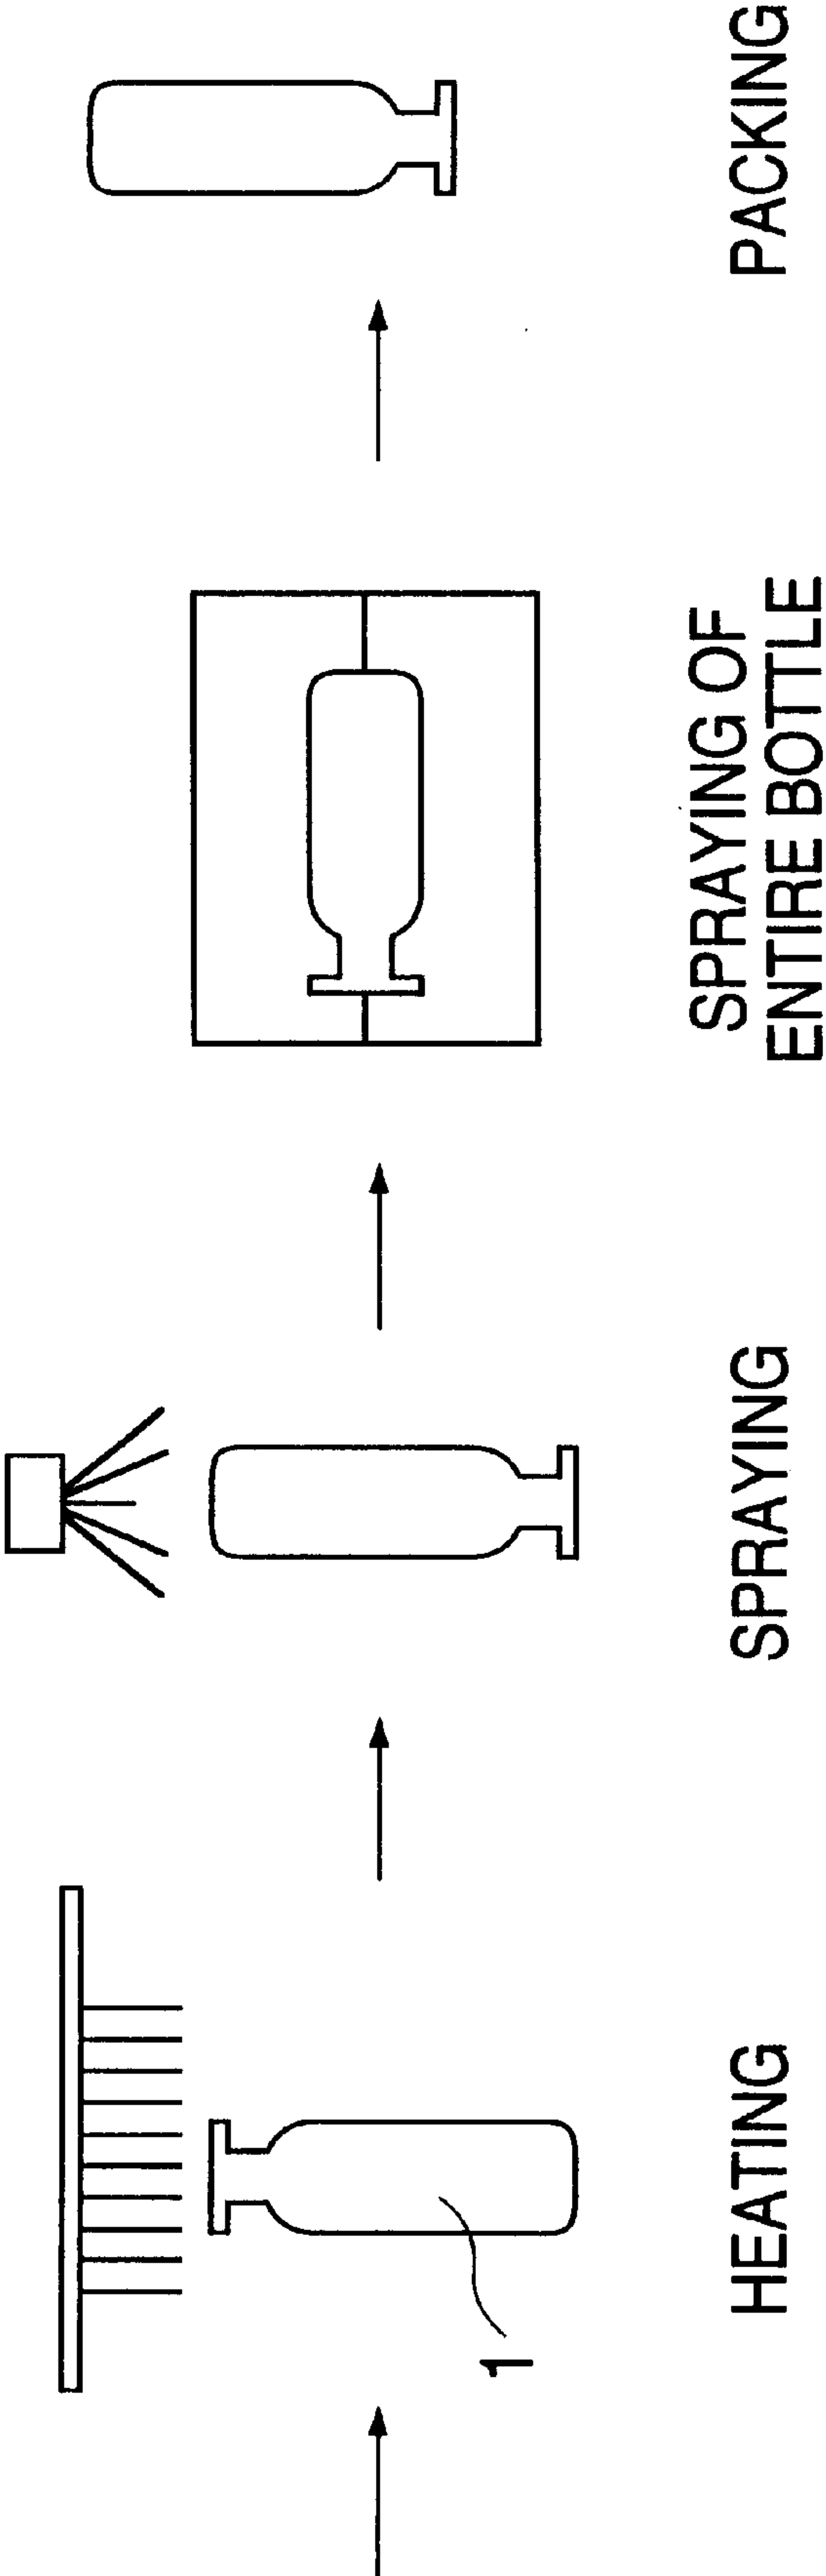 1
HEATING
SPRAYING
SPRAYING OF
ENTIRE BOTTLE
PACKING